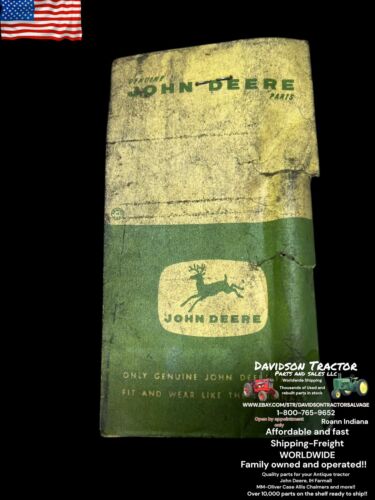 GENUINE
JOHN DEERE
PARTS
JOHN DEERE
ONLY GENUINE JOHN DEERE
FIT AND WEAR LIKE TH
DAVIDSON TRACTOR
PARTS AND SALES LLC
Worldwide Shipping
Thousands of Used and
rebuilt parts in stock
WWW.EBAY.COM/STR/DAVIDSONTRACTORSALVAGE
1-800-765-9652
Open by appointment
only
Roann Indiana
Affordable and fast
Shipping-Freight
WORLDWIDE
Family owned and operated!!
Quality parts for your Antique tractor
John Deere, IH Farmall
MM-Oliver Case Allis Chalmers and more!!
Over 10,000 parts on the shelf ready to ship!!